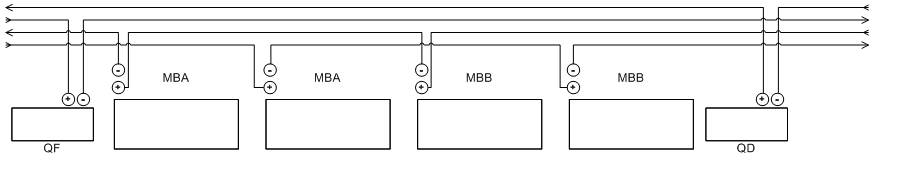 - - - -
MBA MBA MBB MBB
+ + + +
+ - + -
QF QD